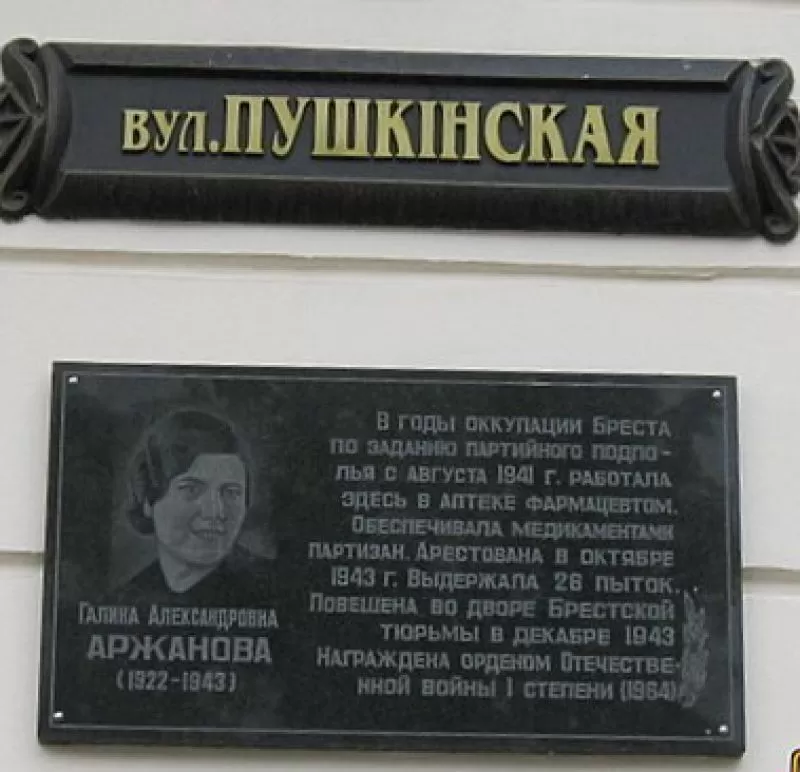 вул.ПУШКІНСКАЯ
В годы оккупации Бреста
по заданию партийного подпо-
лья с августа 1941 г. работала
здесь в аптеке фармацевтом.
Обеспечивала медикаментами
партизан. Арестована в октябре
1943 г. Выдержала 26 пыток.
Повешена во дворе Брестской
тюрьмы в декабре 1943
Награждена орденом Отечестве-
нной войны I степени (1964)
Галина Александровна
АРЖАНОВА
(1922-1943)